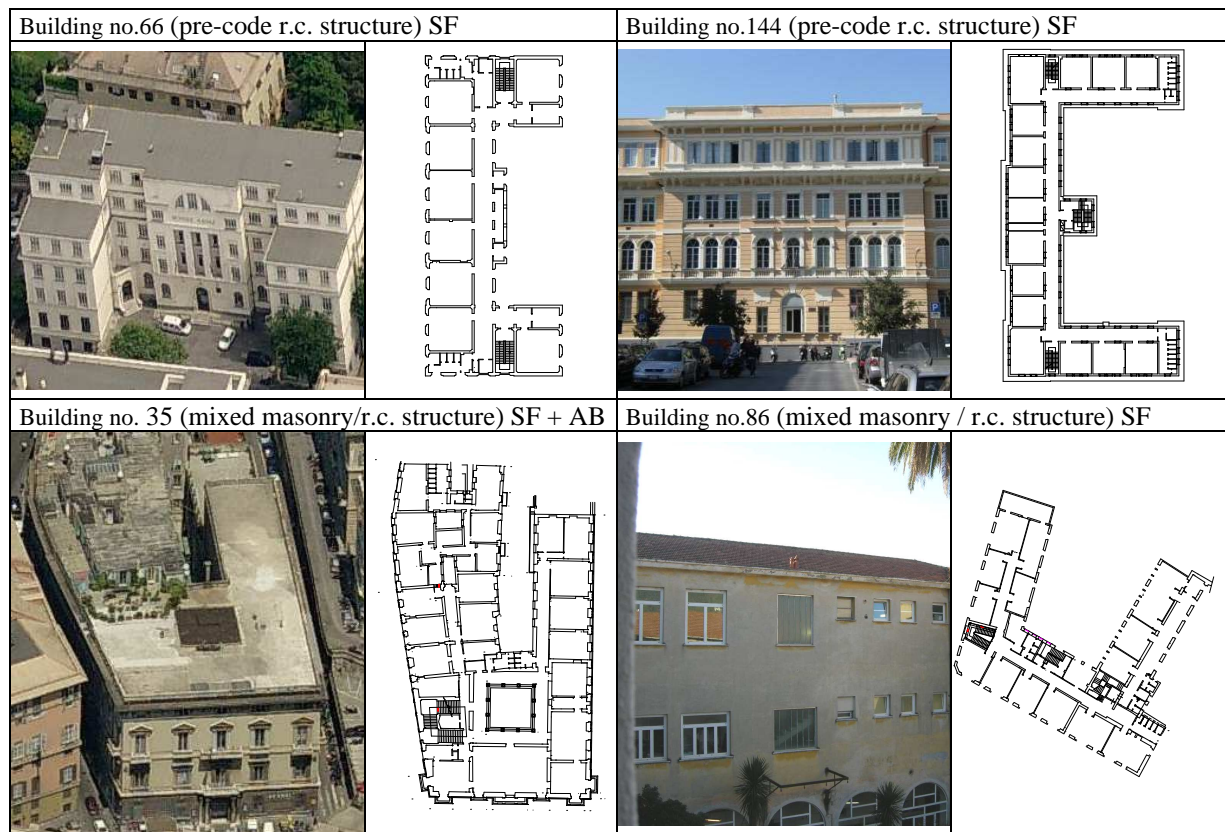 Building no.66 (pre-code r.c. structure) SF
Building no.144 (pre-code r.c. structure) SF
Building no. 35 (mixed masonry/r.c. structure) SF + AB
Building no.86 (mixed masonry / r.c. structure) SF